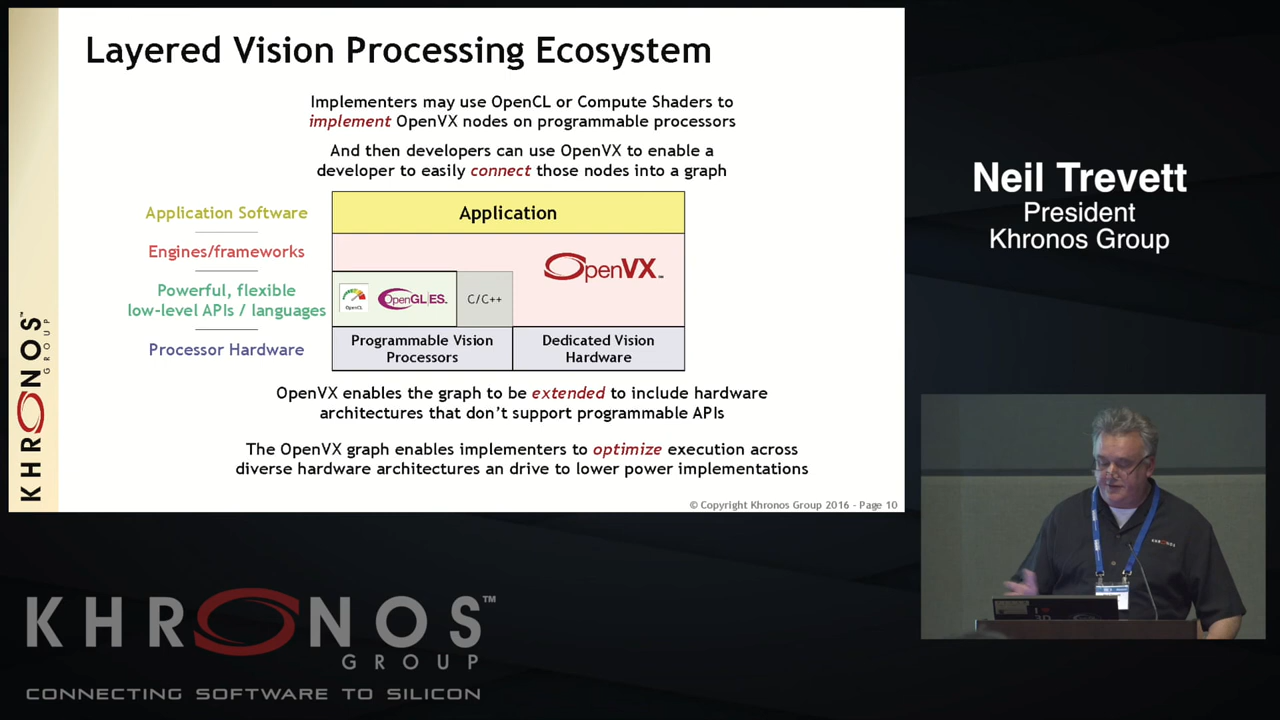 Layered Vision Processing Ecosystem
Implementers may use OpenCL or Compute Shaders to
implement OpenVX nodes on programmable processors
And then developers can use OpenVX to enable a
developer to easily connect those nodes into a graph
Application Software
Application
Engines/frameworks
OpenVX™
Powerful, flexible
low-level APIs / languages
OpenCL
OpenGL|ES.
C/C++
Processor Hardware
Programmable Vision
Processors
Dedicated Vision
Hardware
OpenVX enables the graph to be extended to include hardware
architectures that don't support programmable APIs
The OpenVX graph enables implementers to optimize execution across
diverse hardware architectures an drive to lower power implementations
© Copyright Khronos Group 2016 - Page 10
KHRONOS™
GROUP
Neil Trevett
President
Khronos Group
KHRONOS
KHRONOS™
GROUP
CONNECTING SOFTWARE TO SILICON